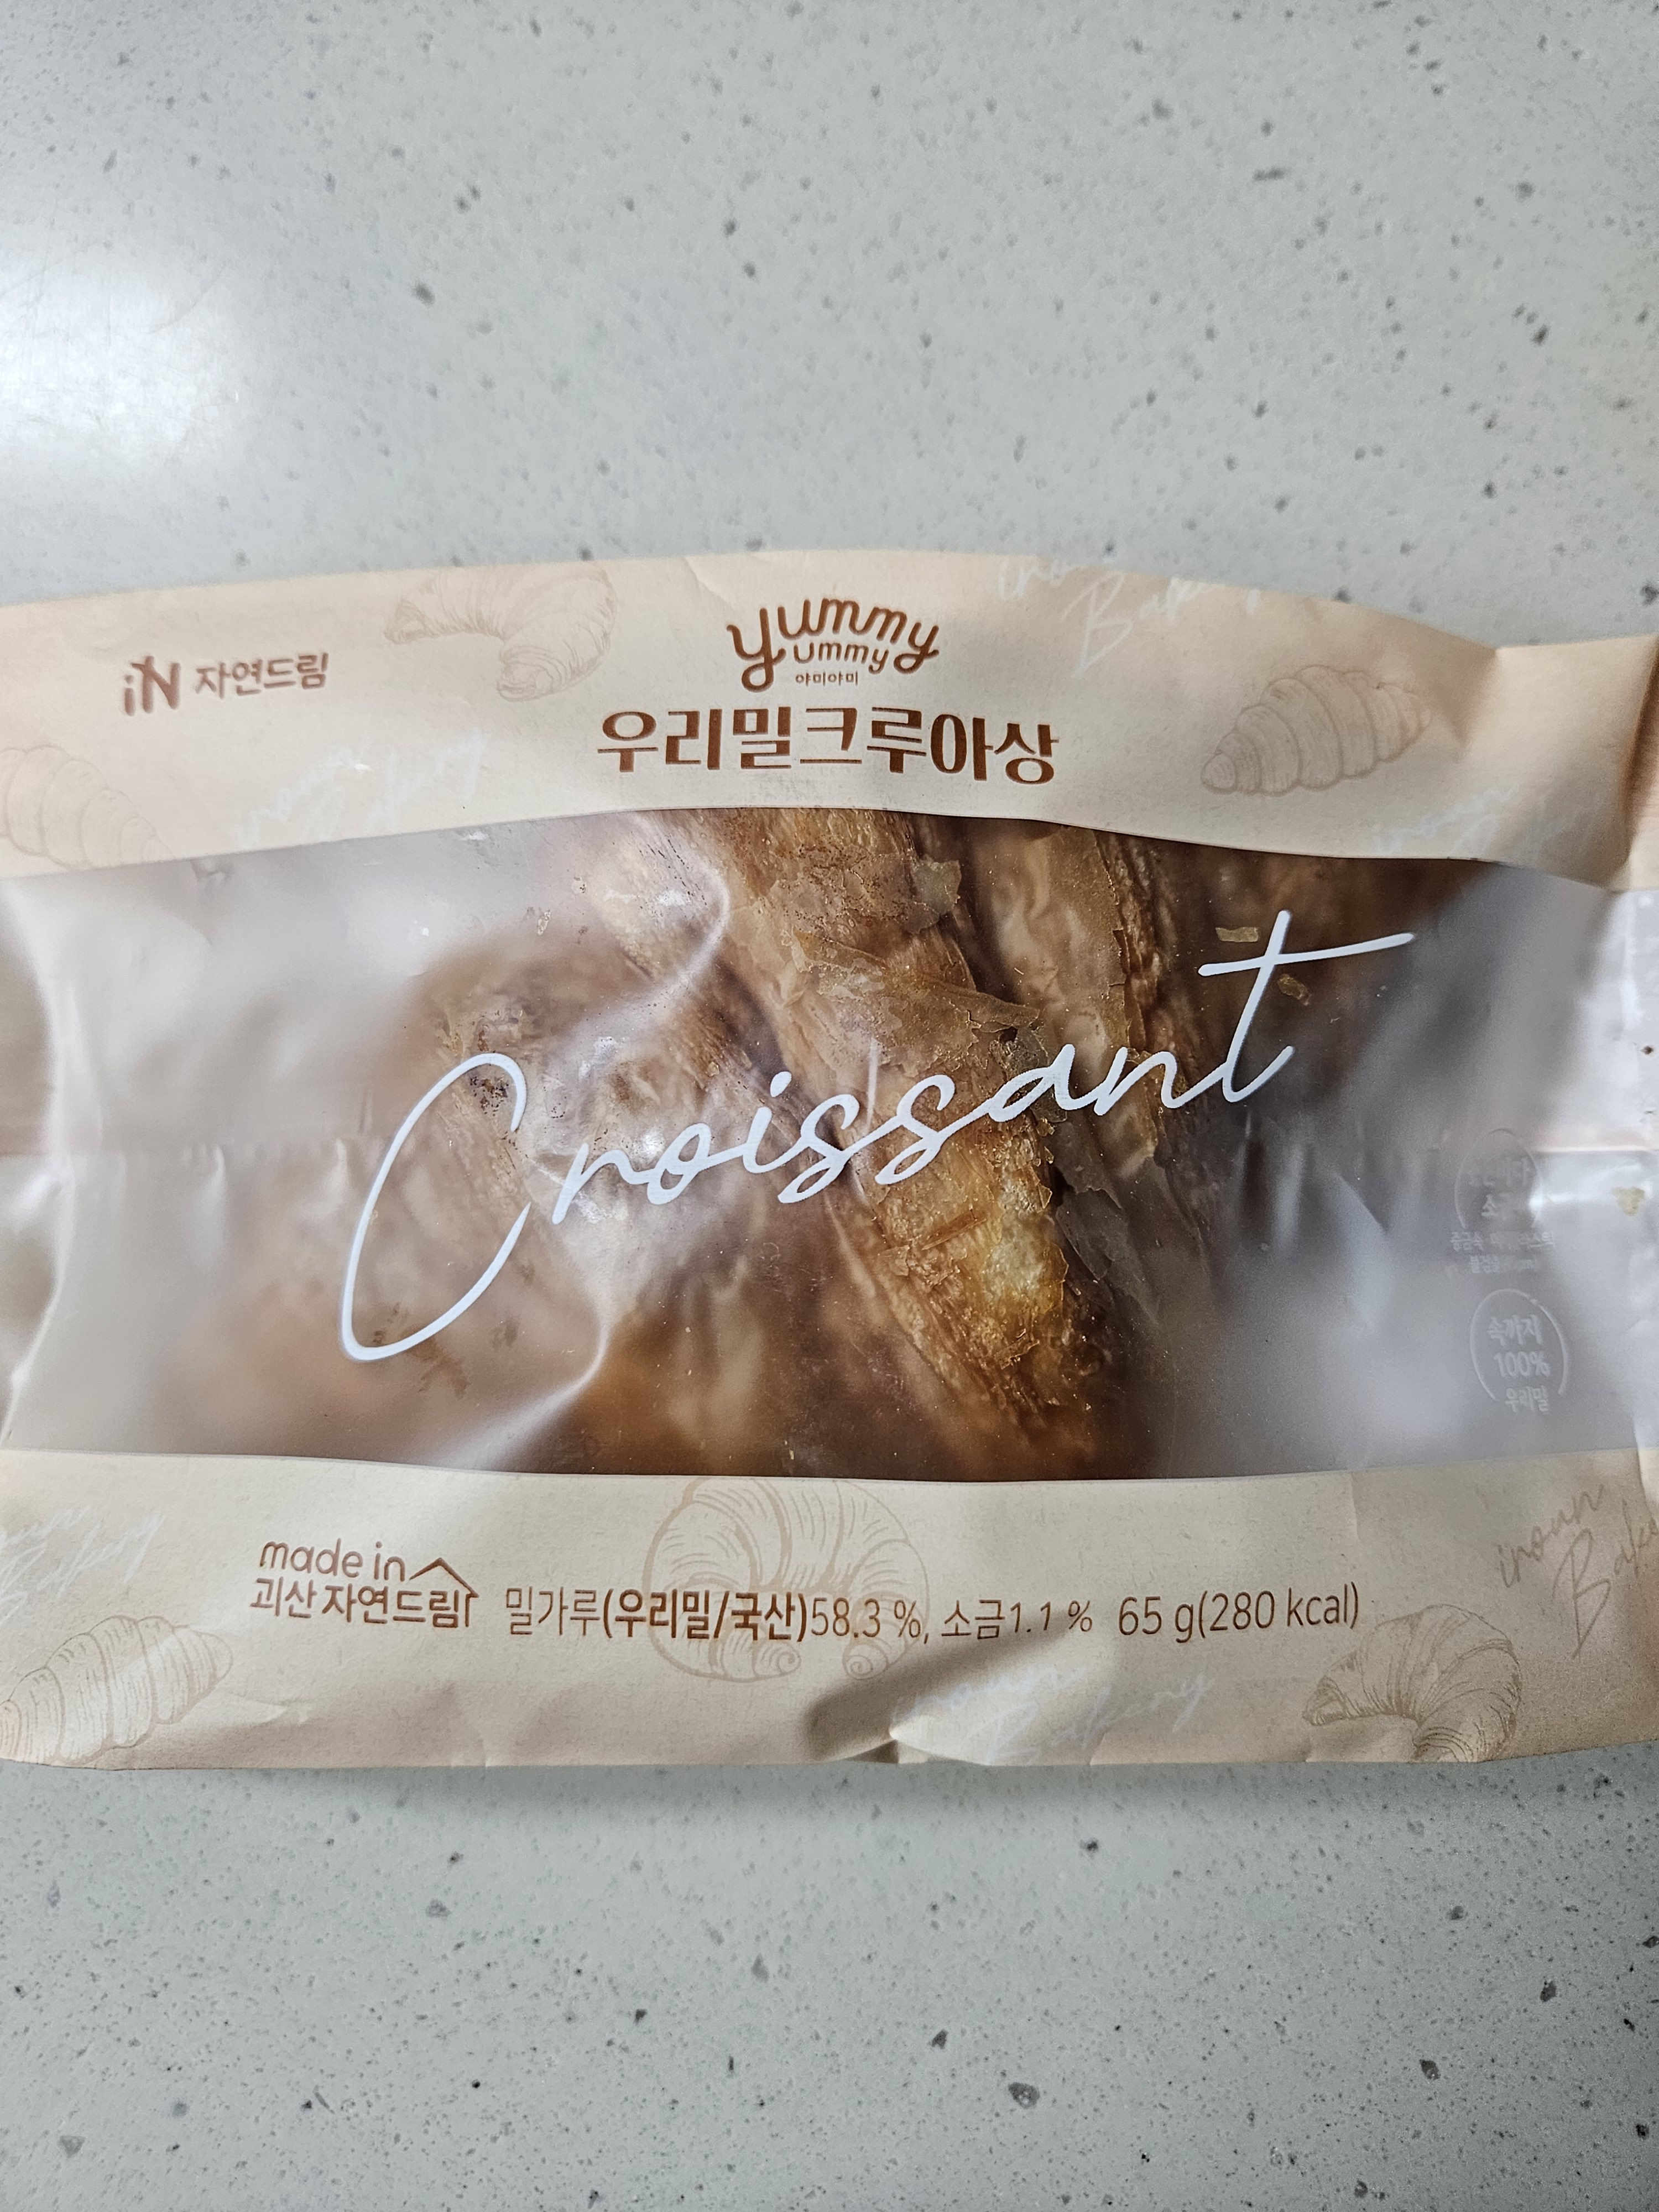 iN 자연드림
yummy
ummy
야미야미
우리밀크루아상
Croissant
속까지
100%
우리밀
made in
괴산자연드림
밀가루(우리밀/국산)58.3 %, 소금1.1 % 65 g(280 kcal)
inoun
Bakery